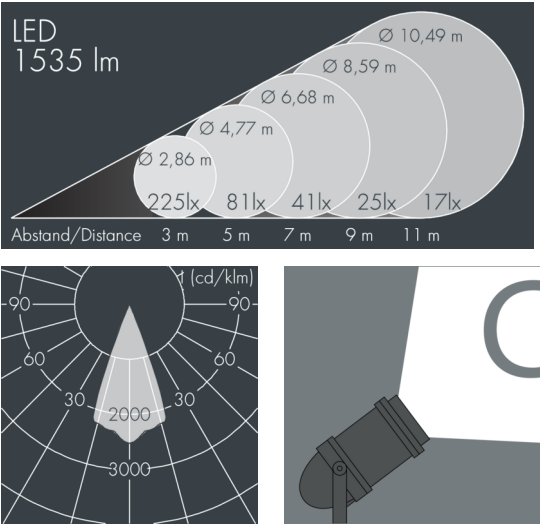 LED
1535 lm
Ø 10,49 m
Ø 8,59 m
Ø 6,68 m
Ø 4,77 m
Ø 2,86 m
225lx 81lx 41lx 25lx 17lx
Abstand/Distance 3 m 5 m 7 m 9 m 11 m
(cd/klm)
90 90
60 60
30 30
2000
3000